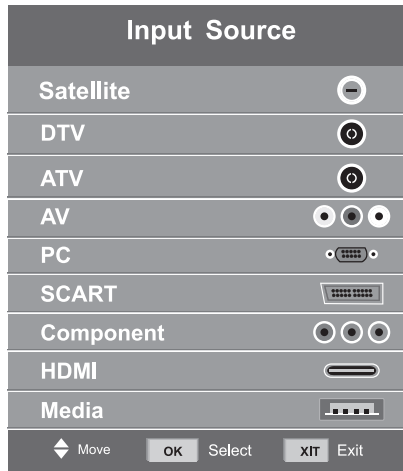 Input Source
Satellite
DTV
ATV
AV
PC
SCART
Component
HDMI
Media
Move OK Select XIT Exit